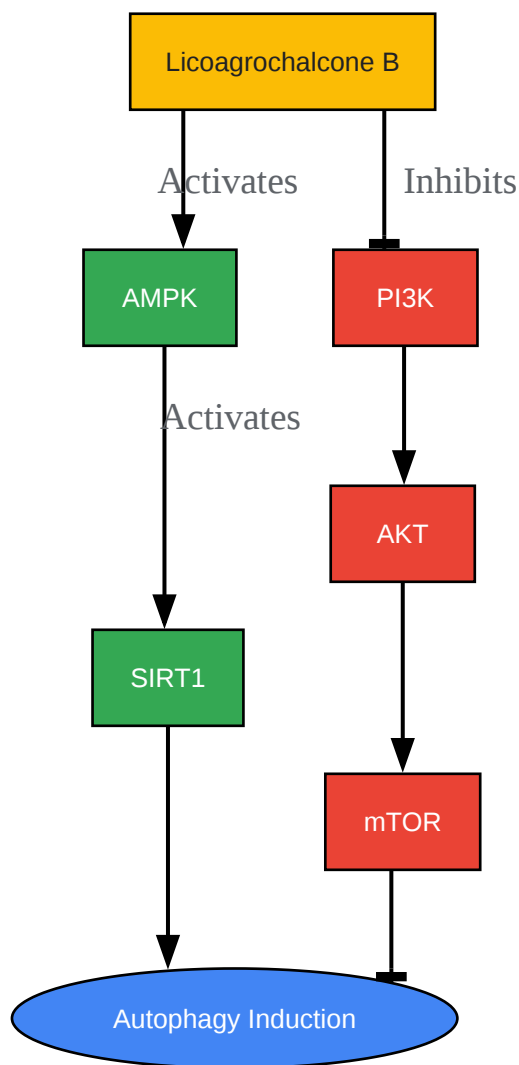 Licoagrochalcone B
Activates
Inhibits
AMPK
PI3K
Activates
AKT
SIRT1
mTOR
Autophagy Induction